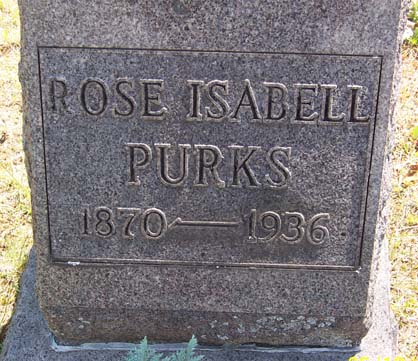 ROSE ISABELL
PURKS
1870—1936